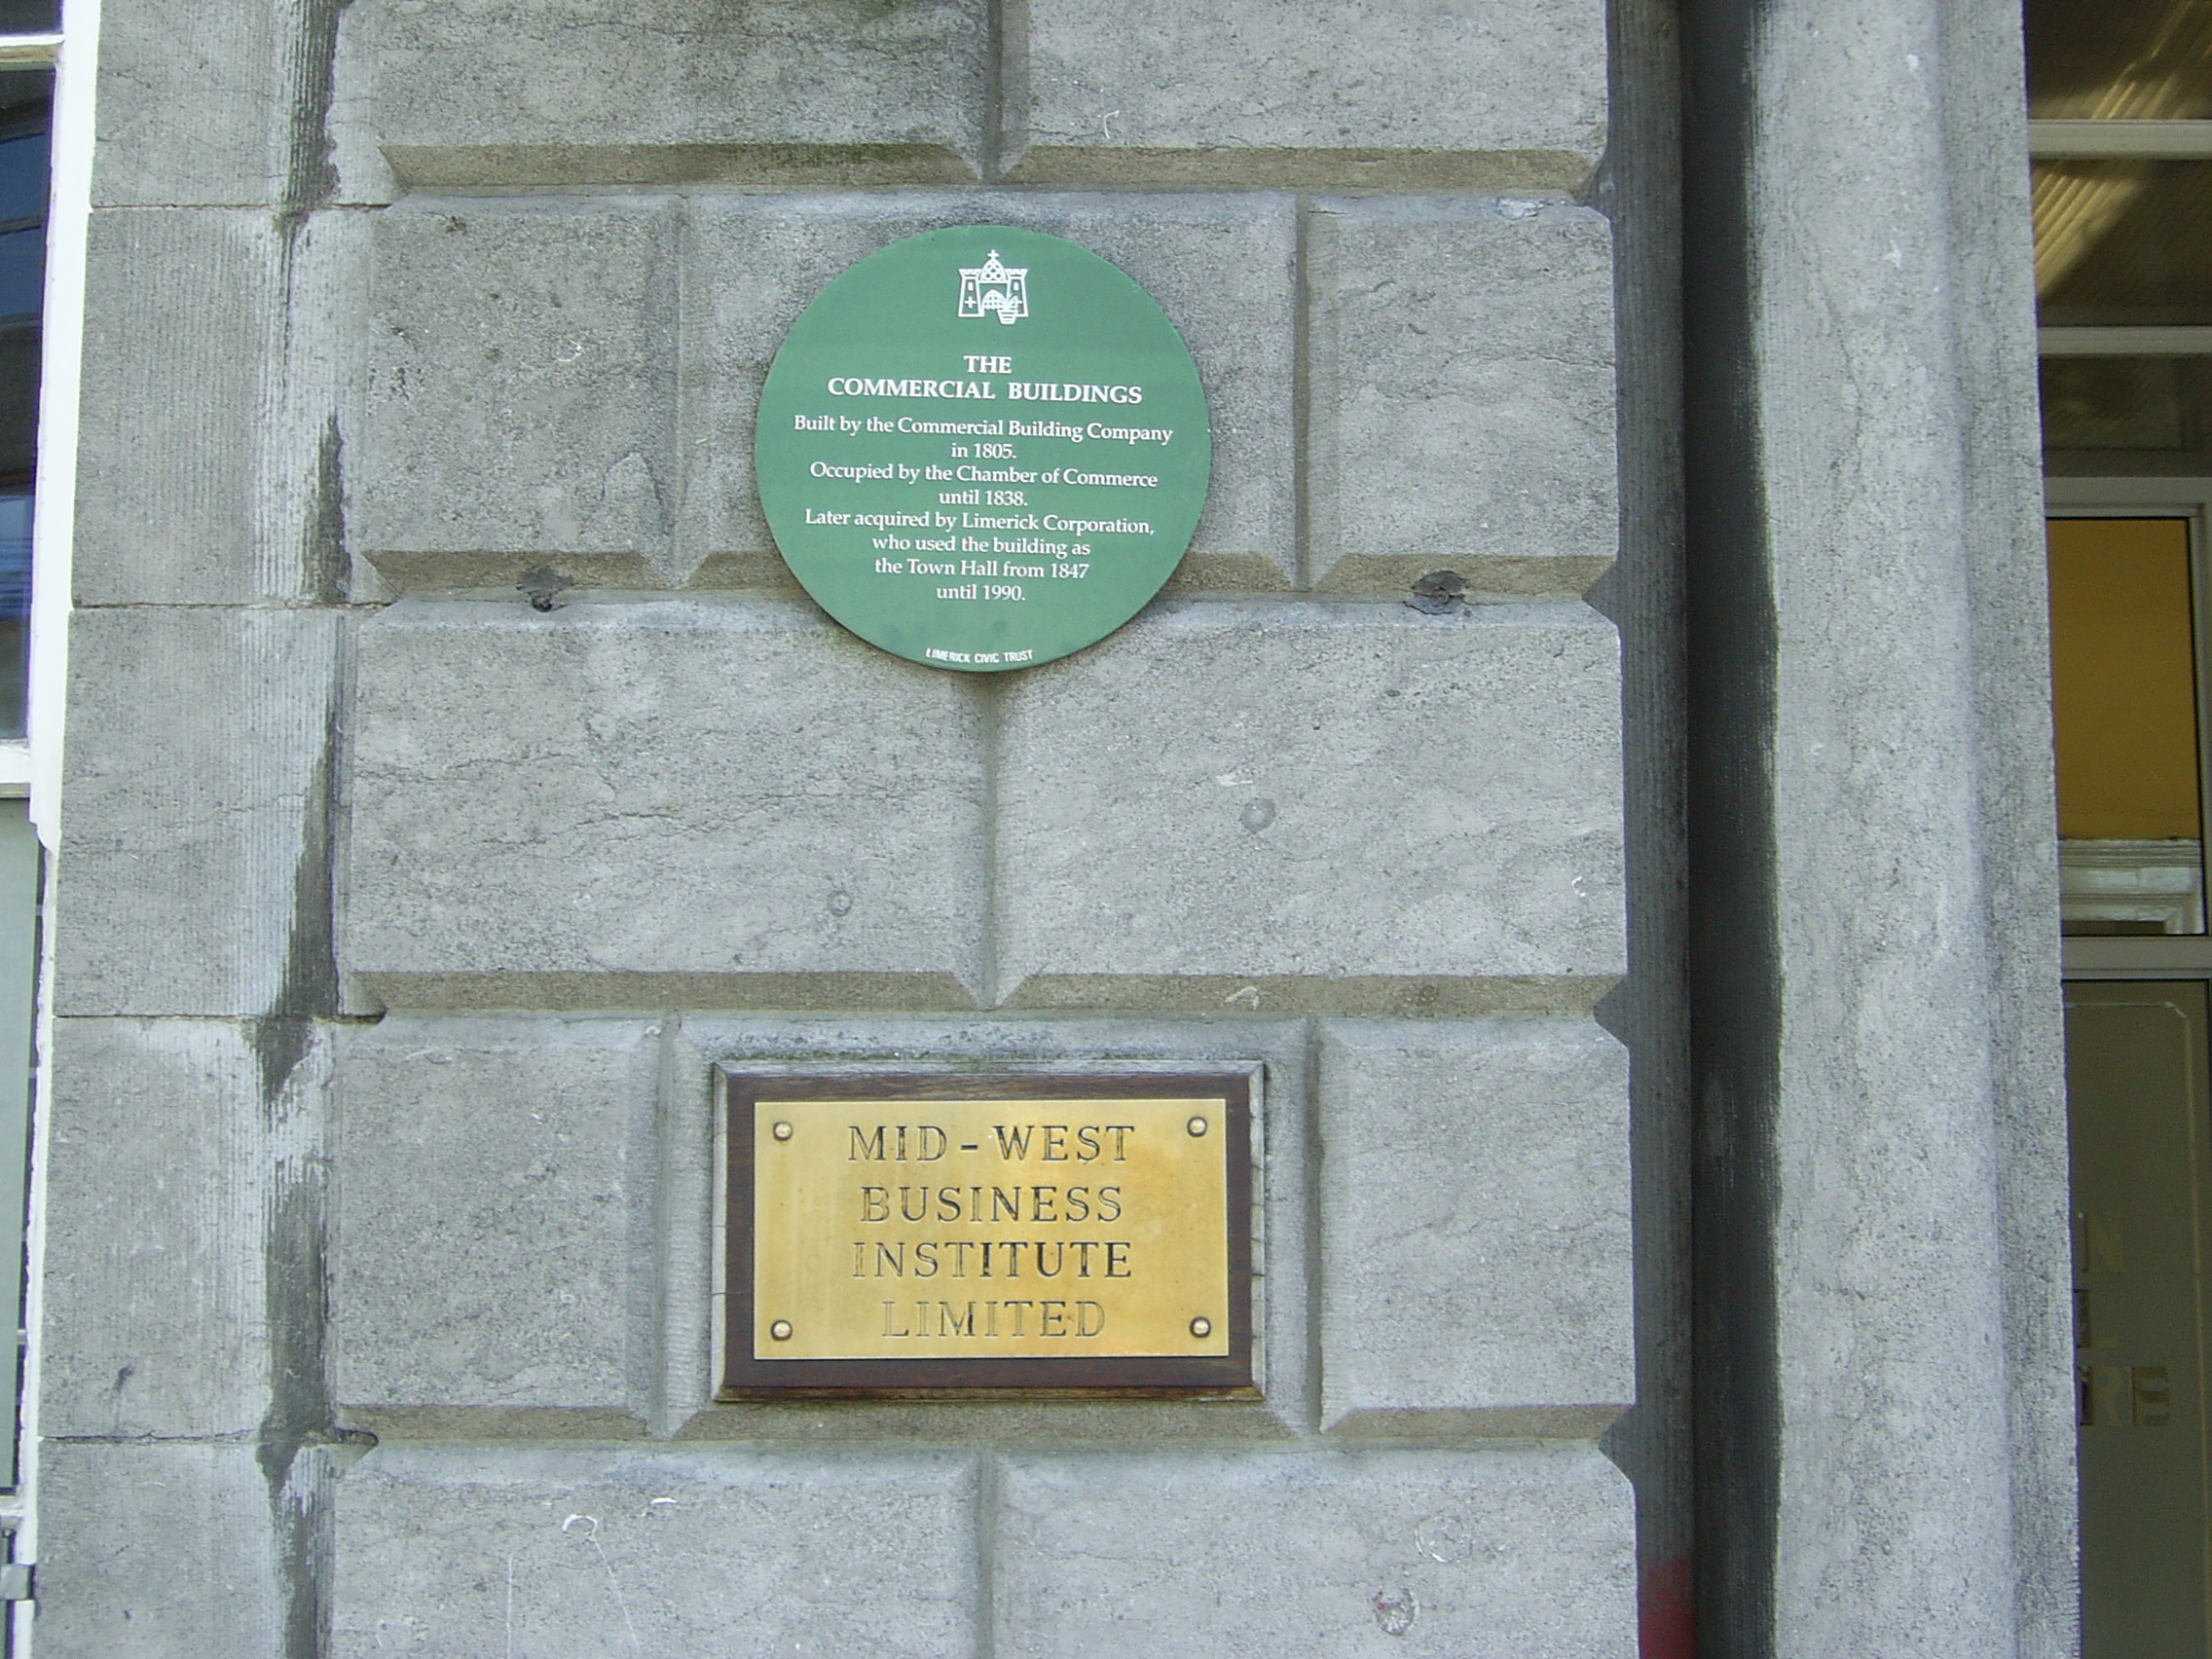 THE
COMMERCIAL BUILDINGS
Built by the Commercial Building Company
in 1805.
Occupied by the Chamber of Commerce
until 1838.
Later acquired by Limerick Corporation,
who used the building as
the Town Hall from 1847
until 1990.
LIMERICK CIVIC TRUST
MID-WEST
BUSINESS
INSTITUTE
LIMITED